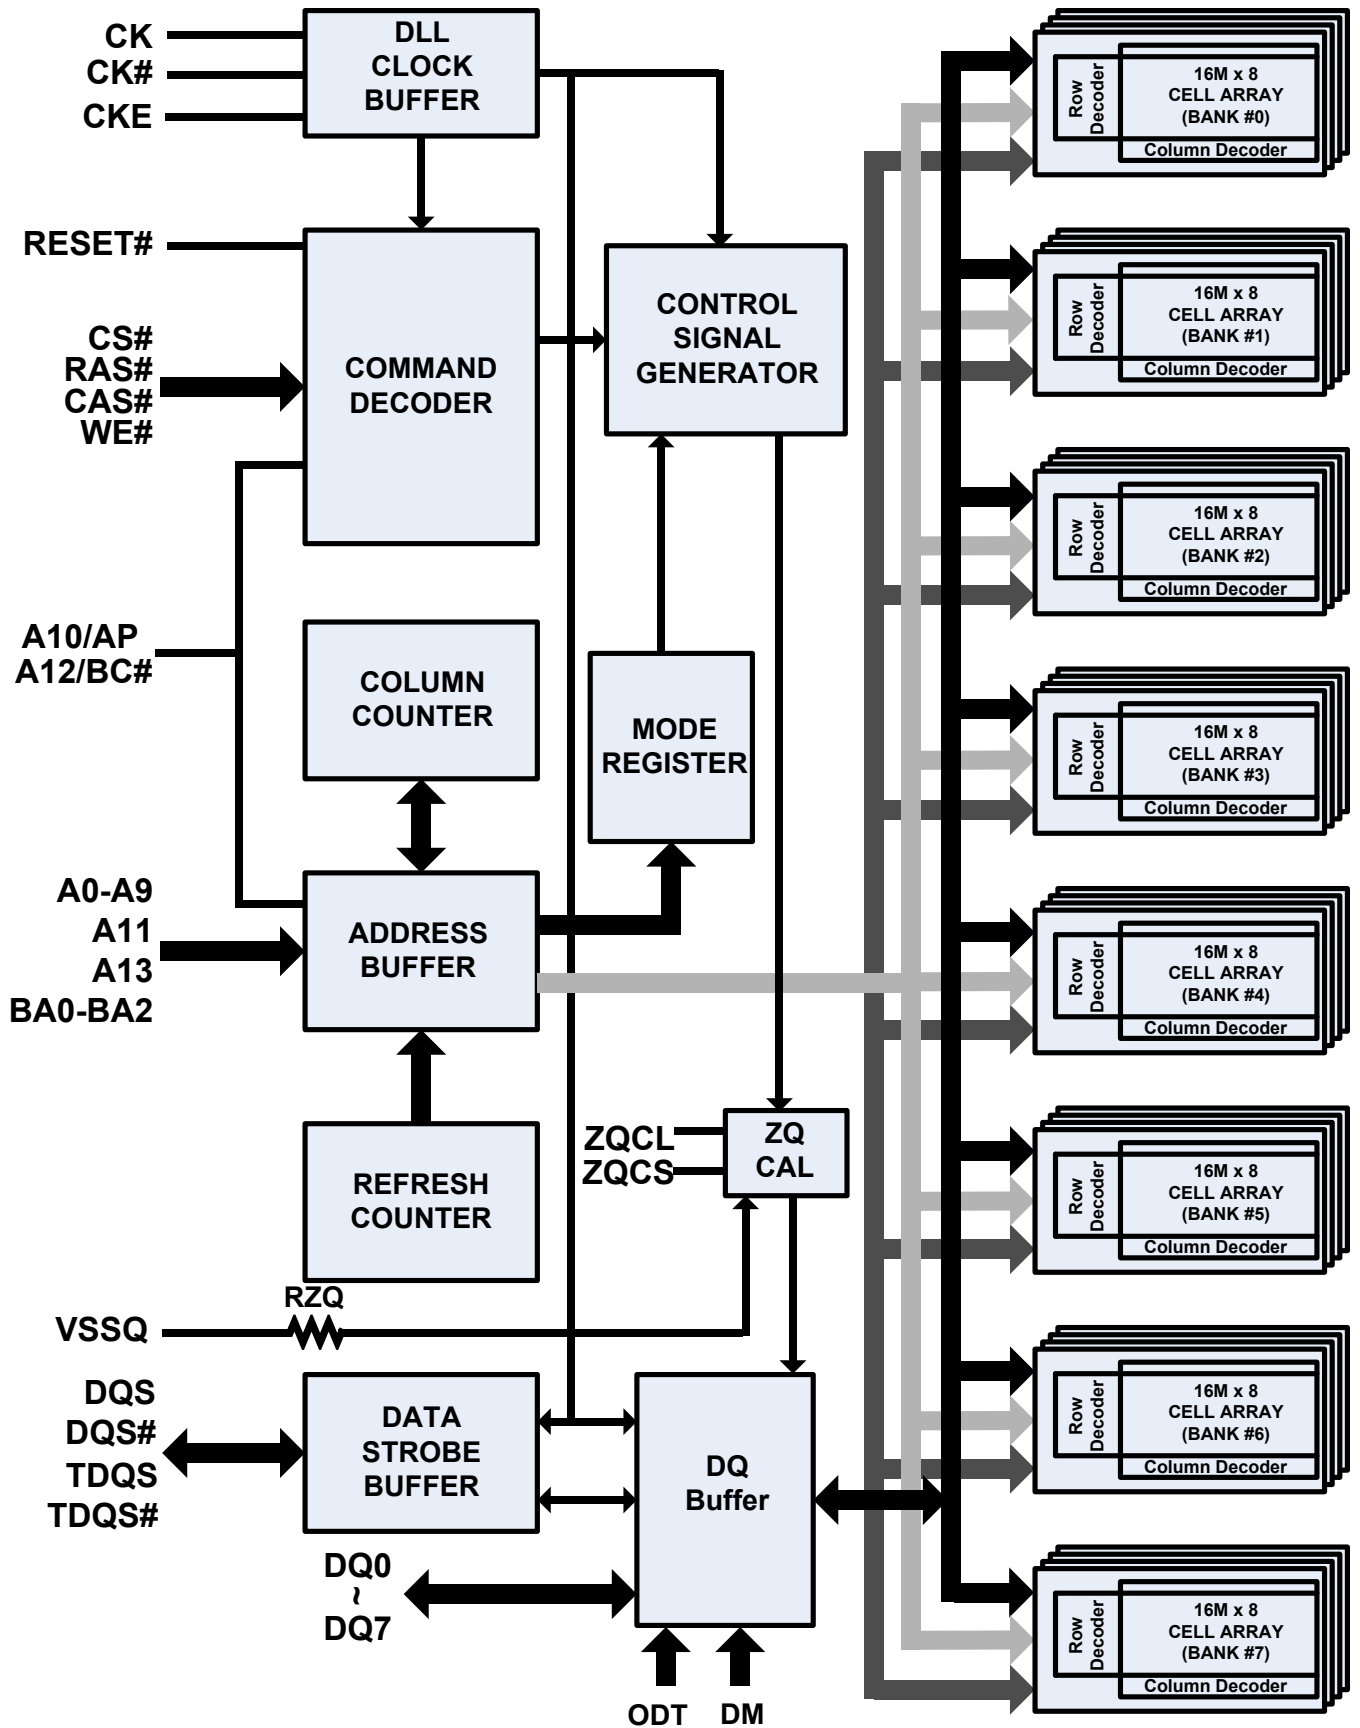 CK
CK#
CKE
DLL
CLOCK
BUFFER
RESET#
CS#
RAS#
CAS#
WE#
COMMAND
DECODER
CONTROL
SIGNAL
GENERATOR
A10/AP
A12/BC#
COLUMN
COUNTER
MODE
REGISTER
A0-A9
A11
A13
BA0-BA2
ADDRESS
BUFFER
REFRESH
COUNTER
ZQCL
ZQCS
ZQ
CAL
RZQ
VSSQ
DQS
DQS#
TDQS
TDQS#
DATA
STROBE
BUFFER
DQ
Buffer
DQ0
~
DQ7
ODT
DM
Row
Decoder
16M x 8
CELL ARRAY
(BANK #0)
Column Decoder
Row
Decoder
16M x 8
CELL ARRAY
(BANK #1)
Column Decoder
Row
Decoder
16M x 8
CELL ARRAY
(BANK #2)
Column Decoder
Row
Decoder
16M x 8
CELL ARRAY
(BANK #3)
Column Decoder
Row
Decoder
16M x 8
CELL ARRAY
(BANK #4)
Column Decoder
Row
Decoder
16M x 8
CELL ARRAY
(BANK #5)
Column Decoder
Row
Decoder
16M x 8
CELL ARRAY
(BANK #6)
Column Decoder
Row
Decoder
16M x 8
CELL ARRAY
(BANK #7)
Column Decoder